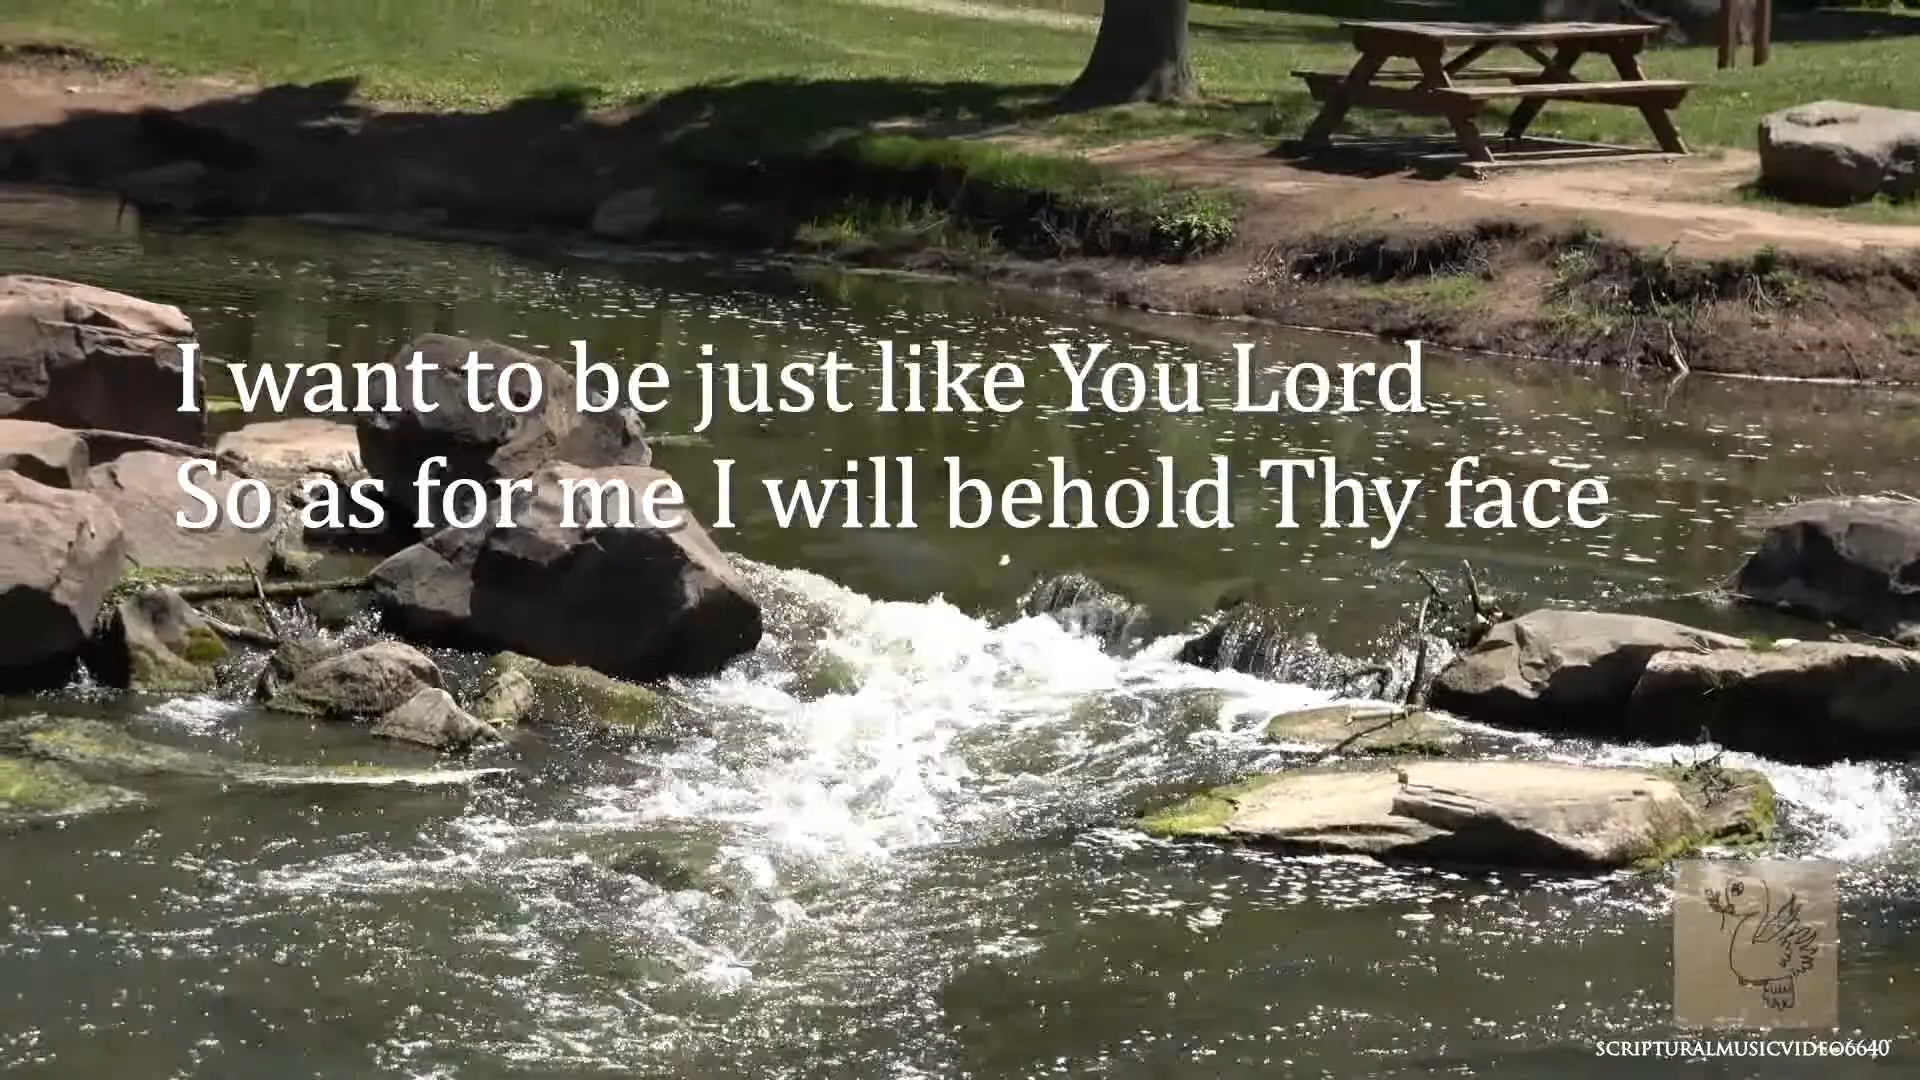 I want to be just like You Lord
So as for me I will behold Thy face
SCRIPTURALMUSICVIDEO6640